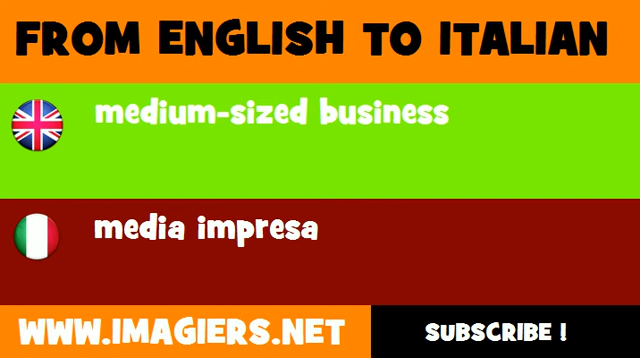 FROM ENGLISH TO ITALIAN
medium-sized business
media impresa
WWW.IMAGIERS.NET
SUBSCRIBE !